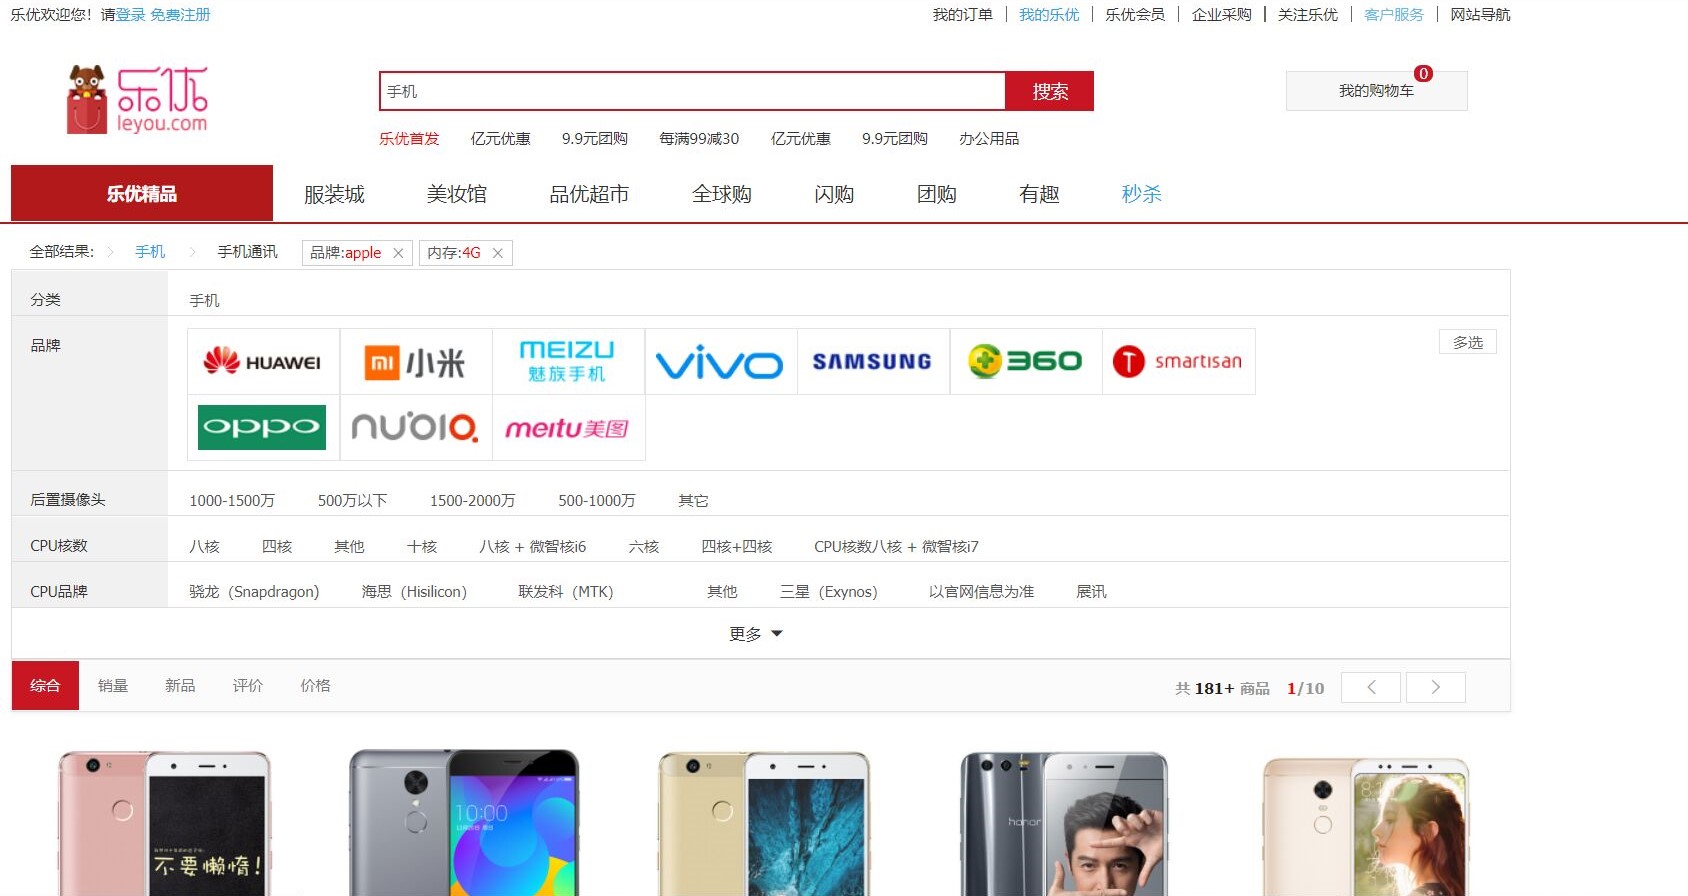 乐优欢迎您！请登录 免费注册
我的订单 我的乐优 乐优会员 企业采购 关注乐优 客户服务 网站导航
乐优
leyou.com
手机 搜索
我的购物车 0
乐优首发 亿元优惠 9.9元团购 每满99减30 亿元优惠 9.9元团购 办公用品
乐优精品 服装城 美妆馆 品优超市 全球购 闪购 团购 有趣 秒杀
全部结果: 手机 手机通讯 品牌:apple × 内存:4G ×
分类 手机
品牌 多选
HUAWEI 小米 MEIZU 魅族手机 vivo SAMSUNG 360 smartisan
oppo nubia meitu美图
后置摄像头 1000-1500万 500万以下 1500-2000万 500-1000万 其它
CPU核数 八核 四核 其他 十核 八核 + 微智核i6 六核 四核+四核 CPU核数八核 + 微智核i7
CPU品牌 骁龙（Snapdragon) 海思（Hisilicon） 联发科（MTK） 其他 三星（Exynos） 以官网信息为准 展讯
更多
综合 销量 新品 评价 价格 共 181+ 商品 1/10
10:00
honor
不要懒惰!